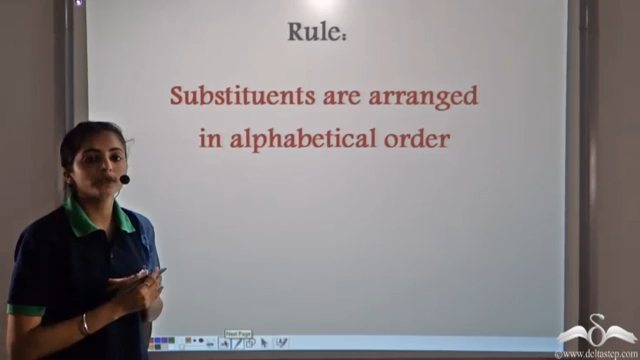 Rule:
Substituents are arranged
in alphabetical order
Next Page
©www.deltastep.com